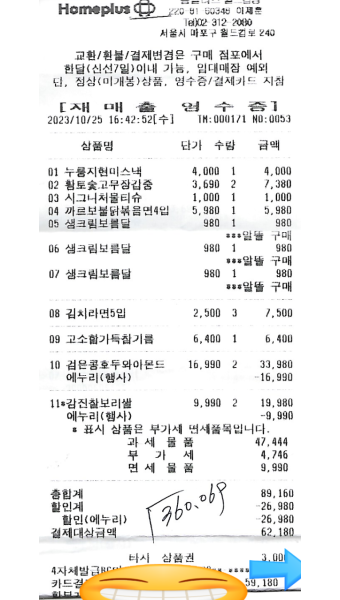 Homeplus
220-81-60348 이제훈
Tel)02-312-2080
서울시 마포구 월드컵로 240
교환/환불/결제변경은 구매 점포에서
한달(신선7일)이내 가능, 임대매장 예외
단, 정상(미개봉)상품, 영수증/결제카드 지참
[재 매 출 영 수 증]
2023/10/25 16:42:52[수] TM:0001/1 NO:0053
상품명 단가 수량 금액
01 누룽지현미스낵 4,000 1 4,000
02 황토숯고무장갑중 3,690 2 7,380
03 시그니처물티슈 1,000 1 1,000
04 까르보불닭볶음면4입 5,980 1 5,980
05 생크림보름달 980 1 980
***알뜰 구매
06 생크림보름달 980 1 980
***알뜰 구매
07 생크림보름달 980 1 980
***알뜰 구매
08 김치라면5입 2,500 3 7,500
09 고소함가득참기름 6,400 1 6,400
10 검은콩호두와아몬드 16,990 2 33,980
에누리(행사) -16,990
11*감진찰보리쌀 9,990 2 19,980
에누리(행사) -9,990
* 표시 상품은 부가세 면세품목입니다.
과 세 물 품 47,444
부 가 세 4,746
면 세 물 품 9,990
총합계 89,160
할인계 -26,980
할인(에누리) -26,980
결제대상금액 62,180
360.069
타사 상품권 3,00
4자체발급
카드결 59,180